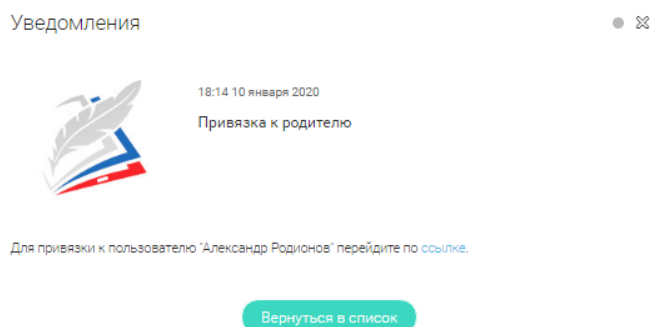 Уведомления
18:14 10 января 2020
Привязка к родителю
Для привязки к пользователю "Александр Родионов" перейдите по ссылке.
Вернуться в список